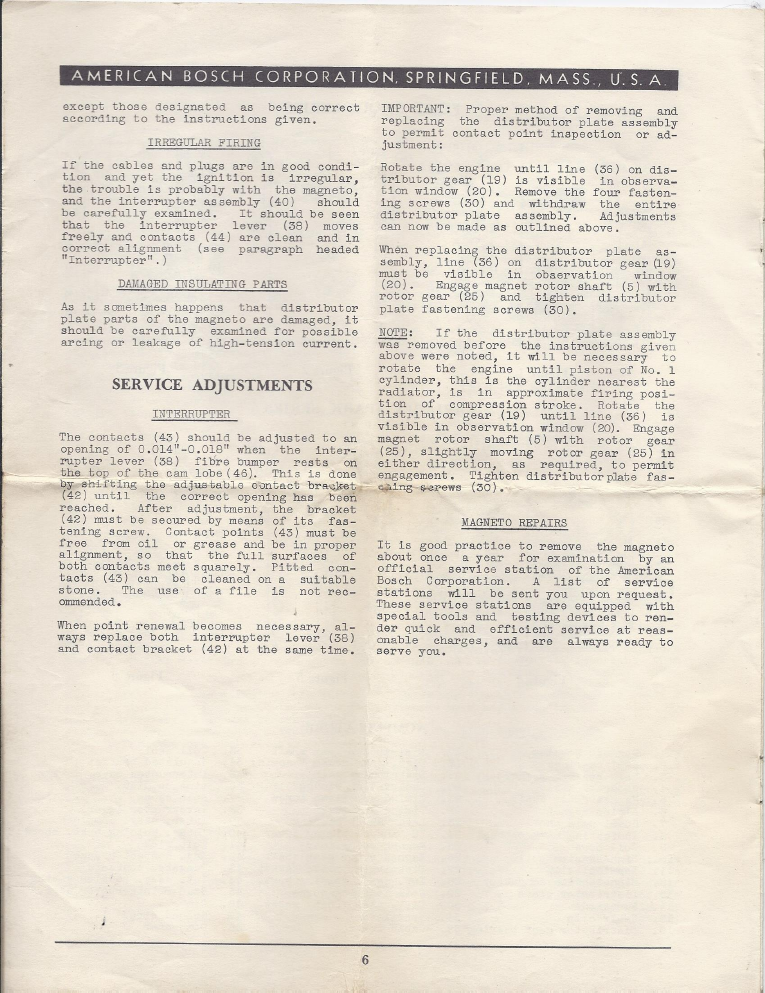 AMERICAN BOSCH CORPORATION, SPRINGFIELD, MASS., U.S.A.
except those designated as being correct
according to the instructions given.
IRREGULAR FIRING
If the cables and plugs are in good condi-
tion and yet the ignition is irregular,
the trouble is probably with the magneto,
and the interrupter assembly (40) should
be carefully examined. It should be seen
that the interrupter lever (38) moves
freely and contacts (44) are clean and in
correct alignment (see paragraph headed
"Interrupter".)
DAMAGED INSULATING PARTS
As it sometimes happens that distributor
plate parts of the magneto are damaged, it
should be carefully examined for possible
arcing or leakage of high-tension current.
SERVICE ADJUSTMENTS
INTERRUPTER
The contacts (43) should be adjusted to an
opening of 0.014"-0.018" when the inter-
rupter lever (38) fibre bumper rests on
the top of the cam lobe (46). This is done
by shifting the adjustable contact bracket
(42) until the correct opening has been
reached. After adjustment, the bracket
(42) must be secured by means of its fas-
tening screw. Contact points (43) must be
free from oil or grease and be in proper
alignment, so that the full surfaces of
both contacts meet squarely. Pitted con-
tacts (43) can be cleaned on a suitable
stone. The use of a file is not rec-
ommended.
When point renewal becomes necessary, al-
ways replace both interrupter lever (38)
and contact bracket (42) at the same time.
IMPORTANT: Proper method of removing and
replacing the distributor plate assembly
to permit contact point inspection or ad-
justment:
Rotate the engine until line (36) on dis-
tributor gear (19) is visible in observa-
tion window (20). Remove the four fasten-
ing screws (30) and withdraw the entire
distributor plate assembly. Adjustments
can now be made as outlined above.
When replacing the distributor plate as-
sembly, line (36) on distributor gear (19)
must be visible in observation window
(20). Engage magnet rotor shaft (5) with
rotor gear (25) and tighten distributor
plate fastening screws (30).
NOTE: If the distributor plate assembly
was removed before the instructions given
above were noted, it will be necessary to
rotate the engine until piston of No. 1
cylinder, this is the cylinder nearest the
radiator, is in approximate firing posi-
tion of compression stroke. Rotate the
distributor gear (19) until line (36) is
visible in observation window (20). Engage
magnet rotor shaft (5) with rotor gear
(25), slightly moving rotor gear (25) in
either direction, as required, to permit
engagement. Tighten distributor plate fas-
ening screws (30).
MAGNETO REPAIRS
It is good practice to remove the magneto
about once a year for examination by an
official service station of the American
Bosch Corporation. A list of service
stations will be sent you upon request.
These service stations are equipped with
special tools and testing devices to ren-
der quick and efficient service at reas-
onable charges, and are always ready to
serve you.
6